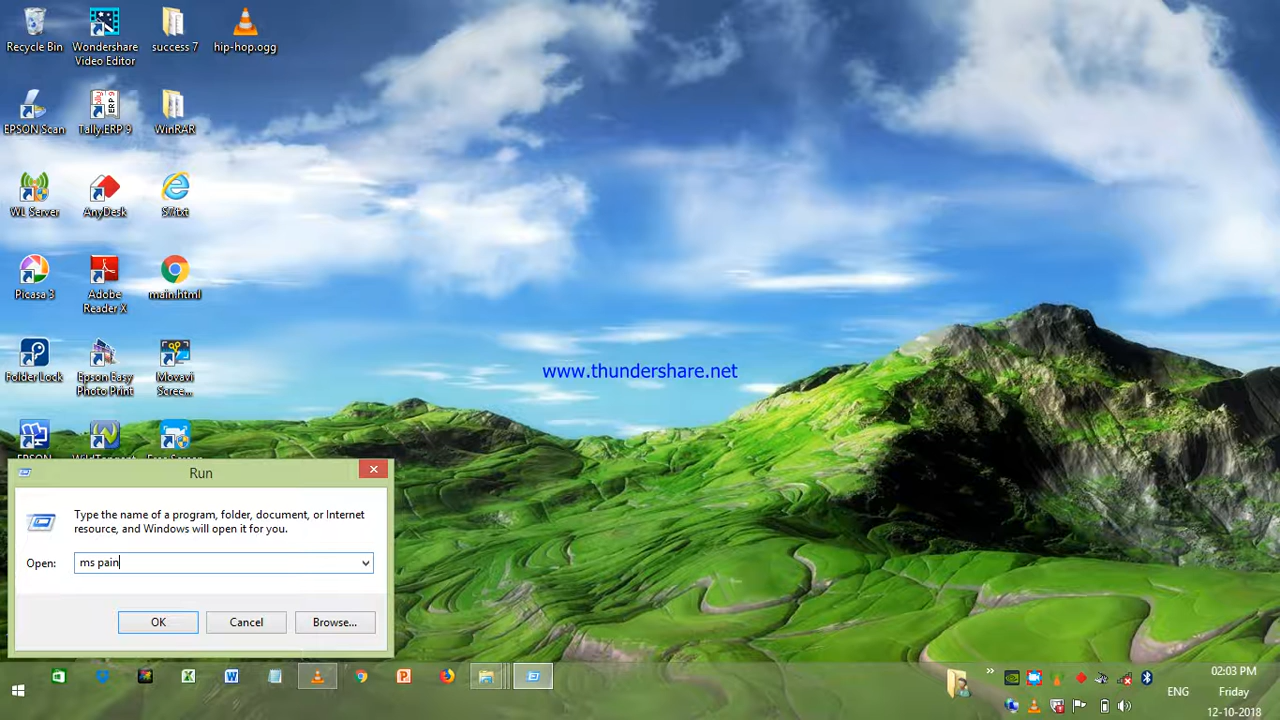 Recycle Bin
Wondershare
Video Editor
success 7
hip-hop.ogg
EPSON Scan
Tally.ERP 9
WinRAR
WL Server
AnyDesk
Picasa 3
Adobe
Reader X
main.html
Folder Lock
Epson Easy
Photo Print
Movavi
Scree...
www.thundershare.net
Run
Type the name of a program, folder, document, or Internet
resource, and Windows will open it for you.
Open:
ms pain
OK
Cancel
Browse...
02:03 PM
ENG
Friday
12-10-2018